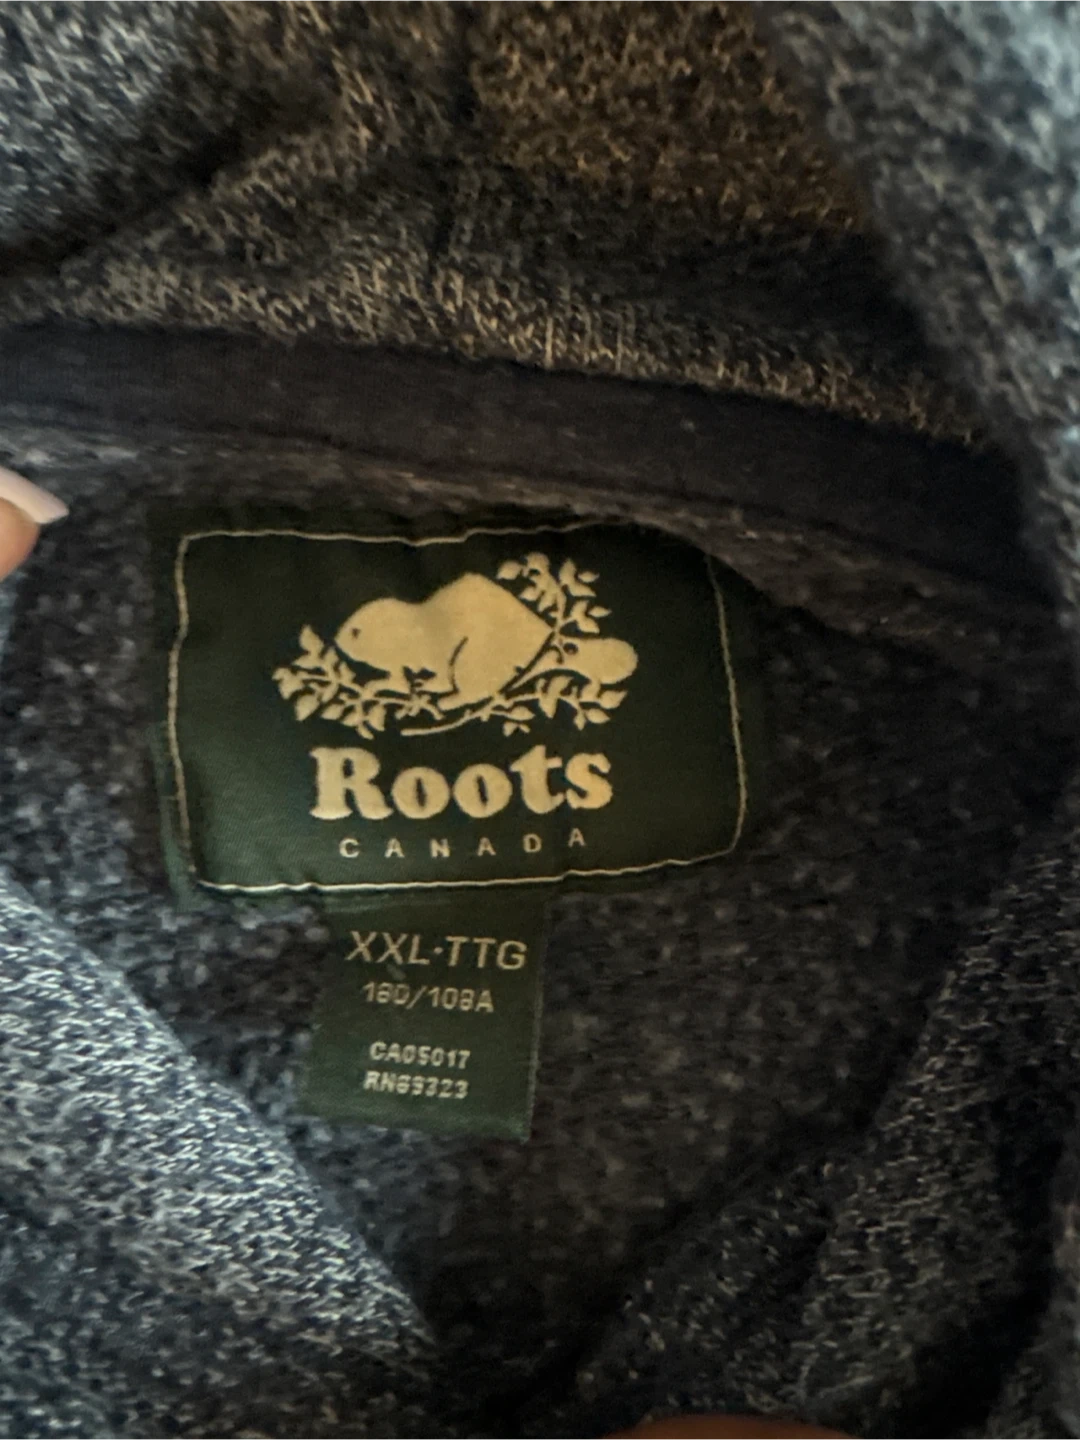 Roots
CANADA
XXL·TTG
180/108A
CA05017
RN69323